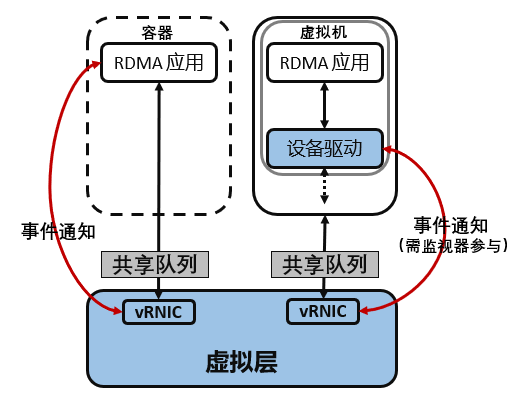 容器
虚拟机
RDMA 应用
RDMA 应用
设备驱动
事件通知
事件通知
(需监视器参与)
共享队列
共享队列
vRNIC
vRNIC
虚拟层